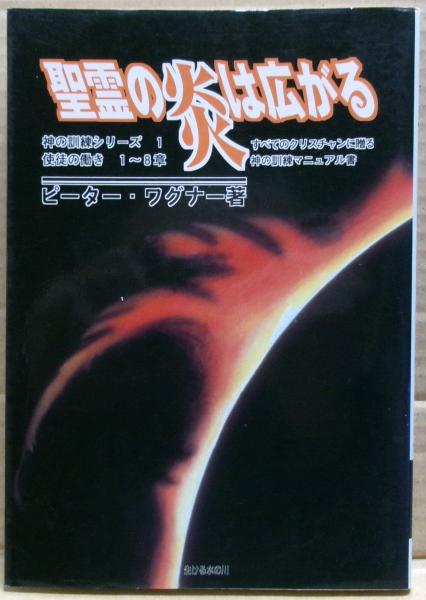 聖霊の炎は広がる
神の訓練シリーズ 1
使徒の働き 1〜8章
すべてのクリスチャンに贈る
神の訓練マニュアル書
ピーター・ワグナー著
生ける水の川